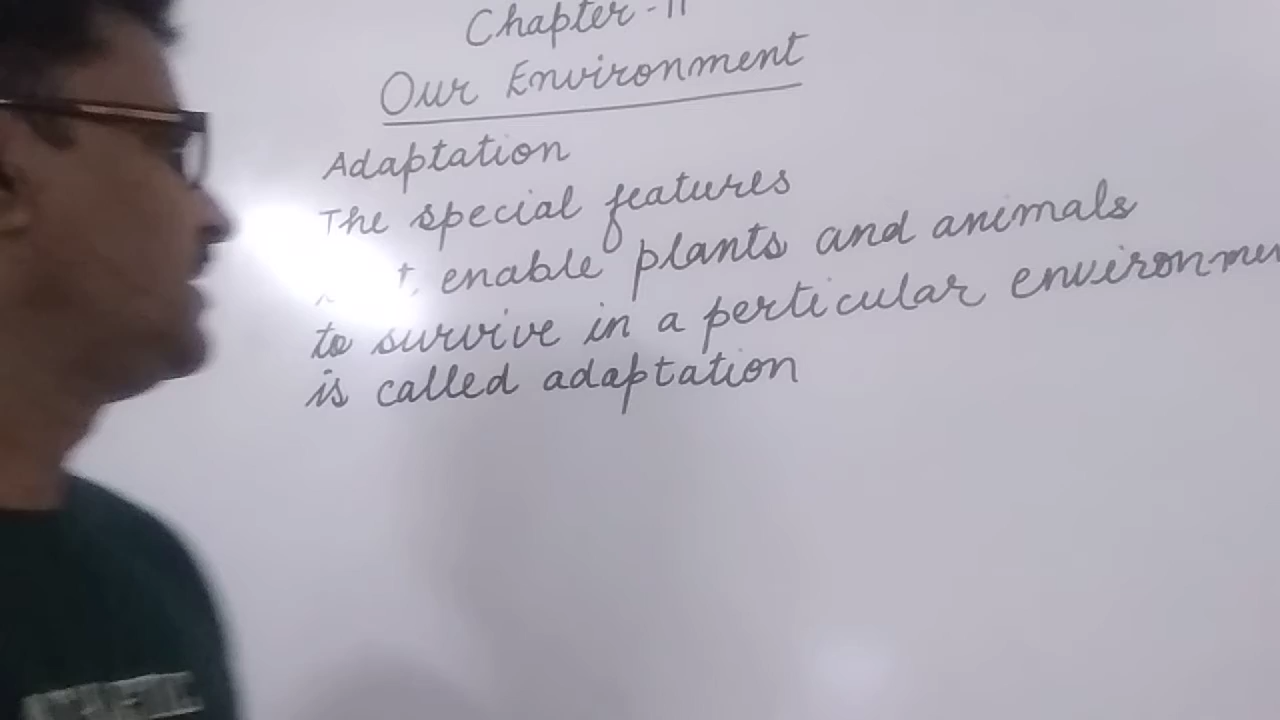 Chapter - 11
Our Environment
Adaptation
The special features
enable plants and animals
to survive in a perticular environmen
is called adaptation